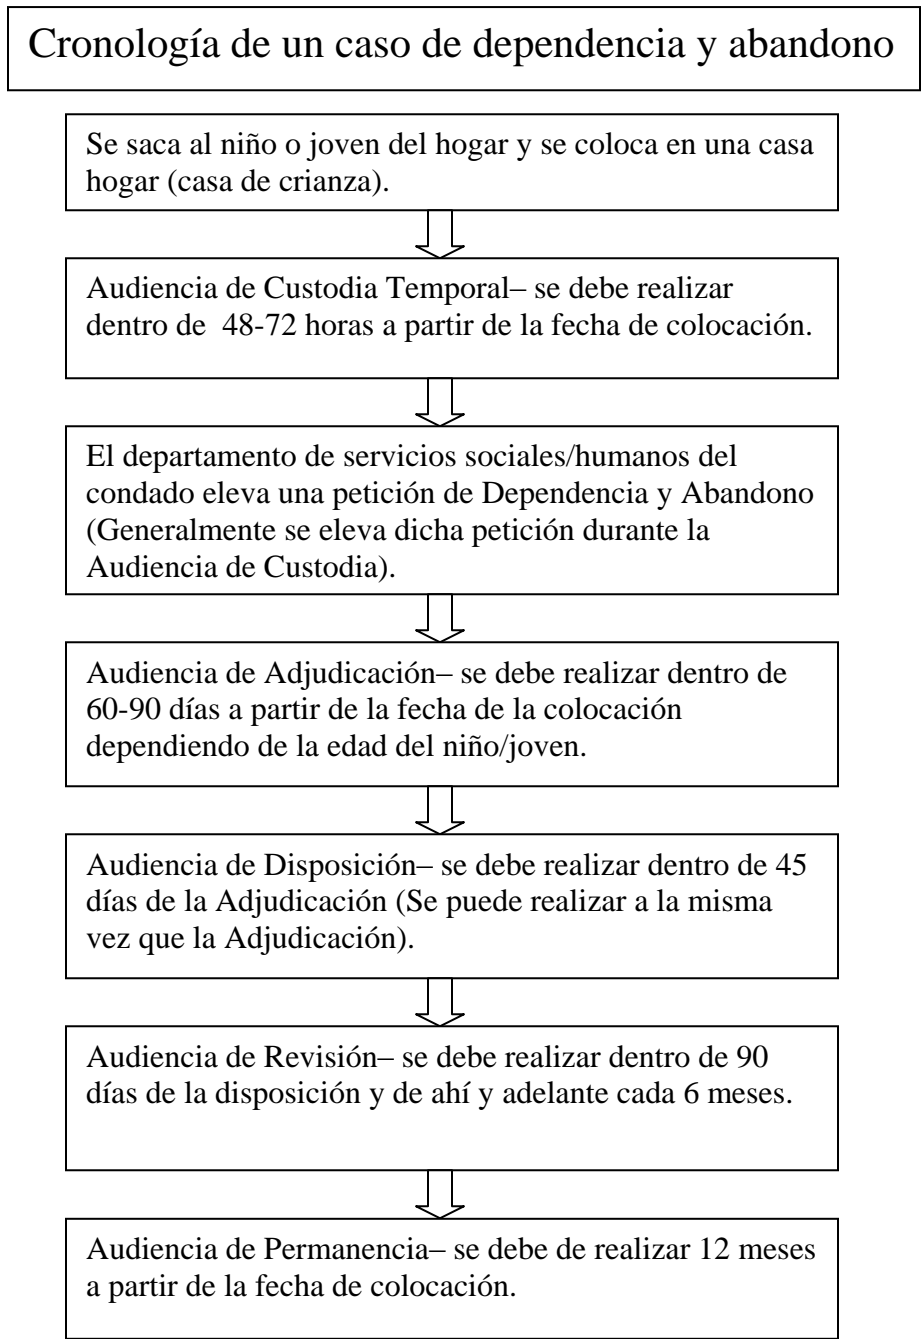 Cronología de un caso de dependencia y abandono
Se saca al niño o joven del hogar y se coloca en una casa
hogar (casa de crianza).
Audiencia de Custodia Temporal– se debe realizar
dentro de  48-72 horas a partir de la fecha de colocación.
El departamento de servicios sociales/humanos del
condado eleva una petición de Dependencia y Abandono
(Generalmente se eleva dicha petición durante la
Audiencia de Custodia).
Audiencia de Adjudicación– se debe realizar dentro de
60-90 días a partir de la fecha de la colocación
dependiendo de la edad del niño/joven.
Audiencia de Disposición– se debe realizar dentro de 45
días de la Adjudicación (Se puede realizar a la misma
vez que la Adjudicación).
Audiencia de Revisión– se debe realizar dentro de 90
días de la disposición y de ahí y adelante cada 6 meses.
Audiencia de Permanencia– se debe de realizar 12 meses
a partir de la fecha de colocación.